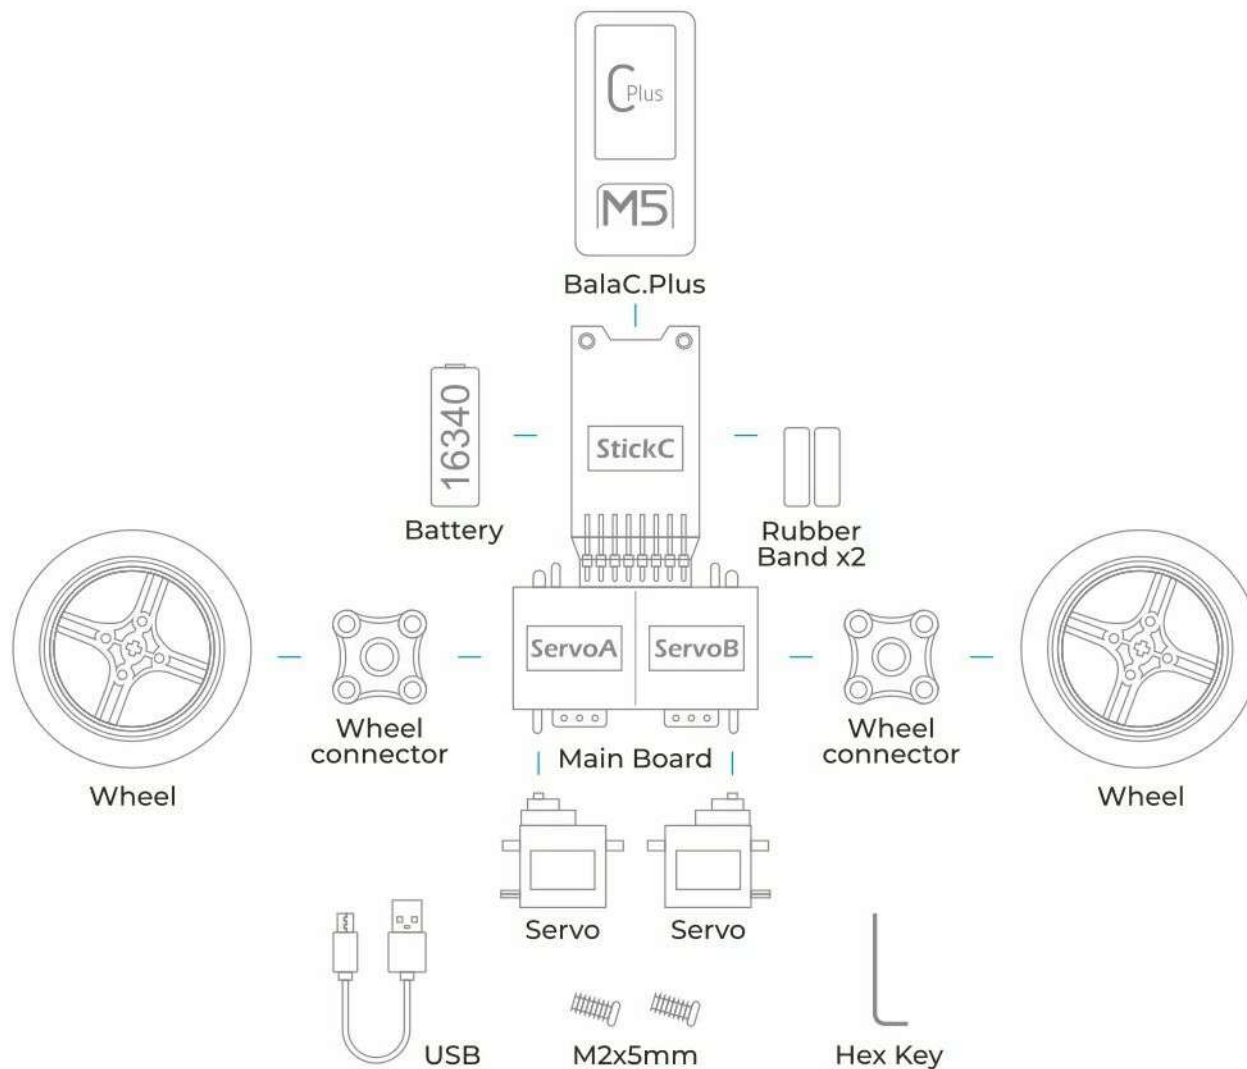 C Plus
M5
BalaC.Plus
16340
StickC
Battery
Rubber
Band x2
ServoA
ServoB
Wheel
connector
Main Board
Wheel
connector
Wheel
Wheel
Servo
Servo
USB
M2x5mm
Hex Key